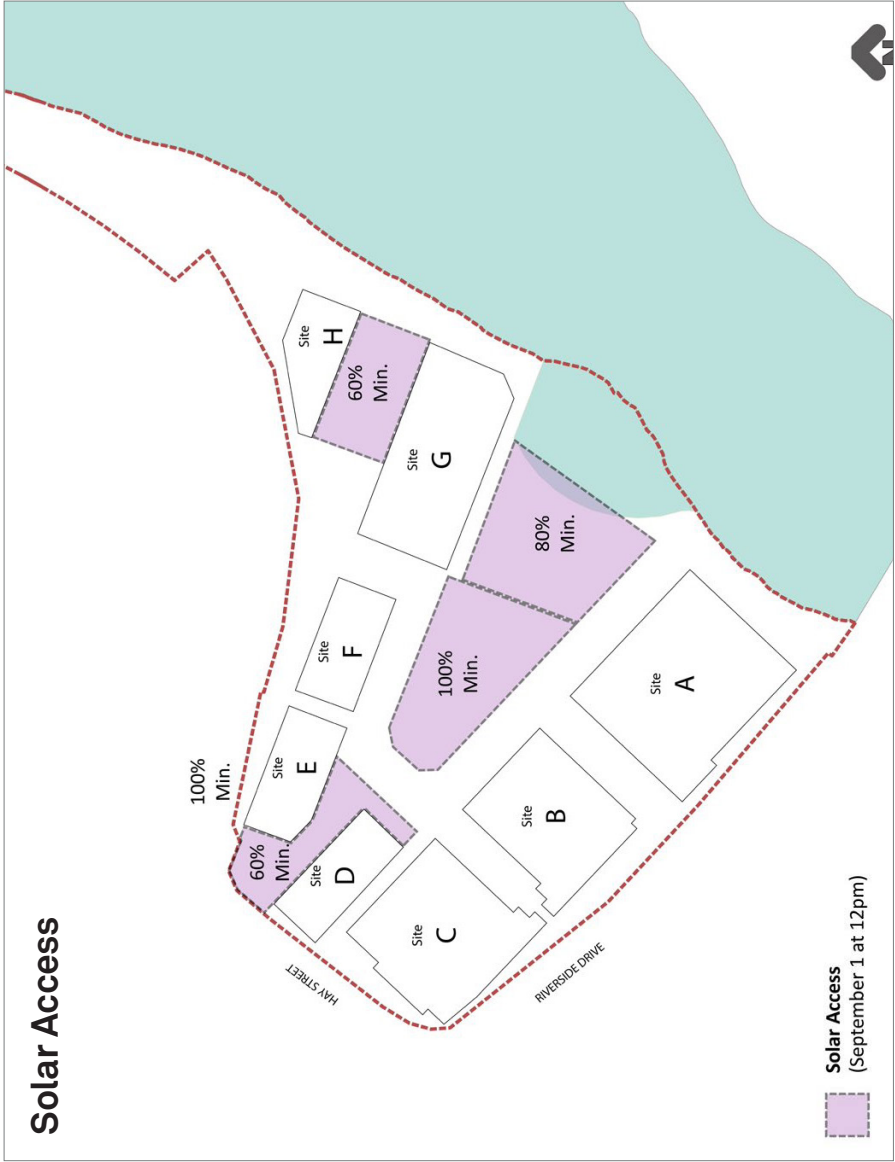 Solar Access
100%
Min.
60%
Min.
Site
E
Site
F
Site
H
60%
Min.
Site
D
Site
G
100%
Min.
80%
Min.
Site
C
Site
B
Site
A
HAY STREET
RIVERSIDE DRIVE
Solar Access
(September 1 at 12pm)